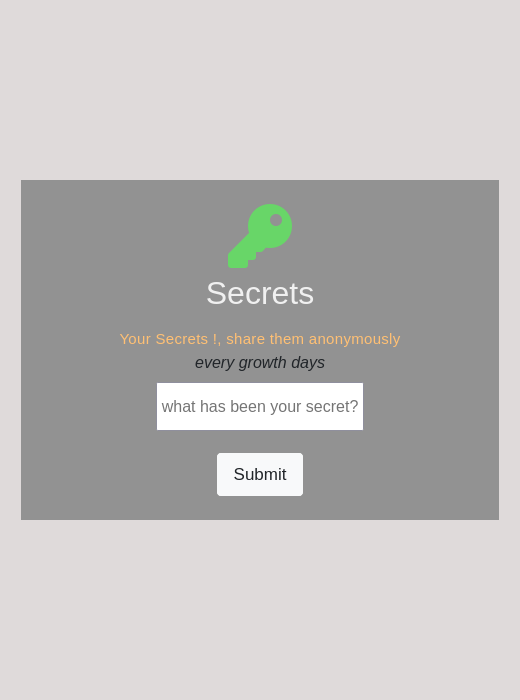 Secrets
Your Secrets !, share them anonymously
every growth days
what has been your secret?
Submit